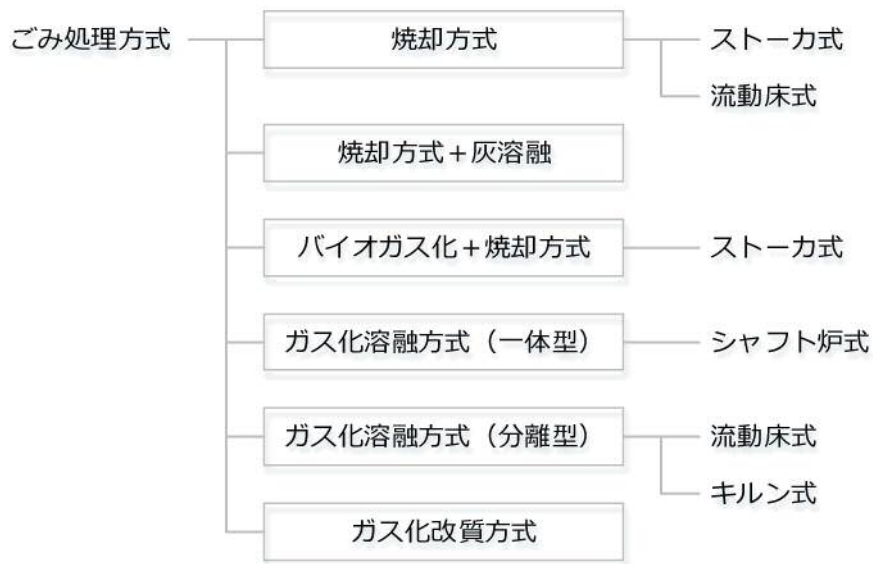 ごみ処理方式
焼却方式
ストーカ式
流動床式
焼却方式＋灰溶融
バイオガス化＋焼却方式
ストーカ式
ガス化溶融方式（一体型）
シャフト炉式
ガス化溶融方式（分離型）
流動床式
キルン式
ガス化改質方式